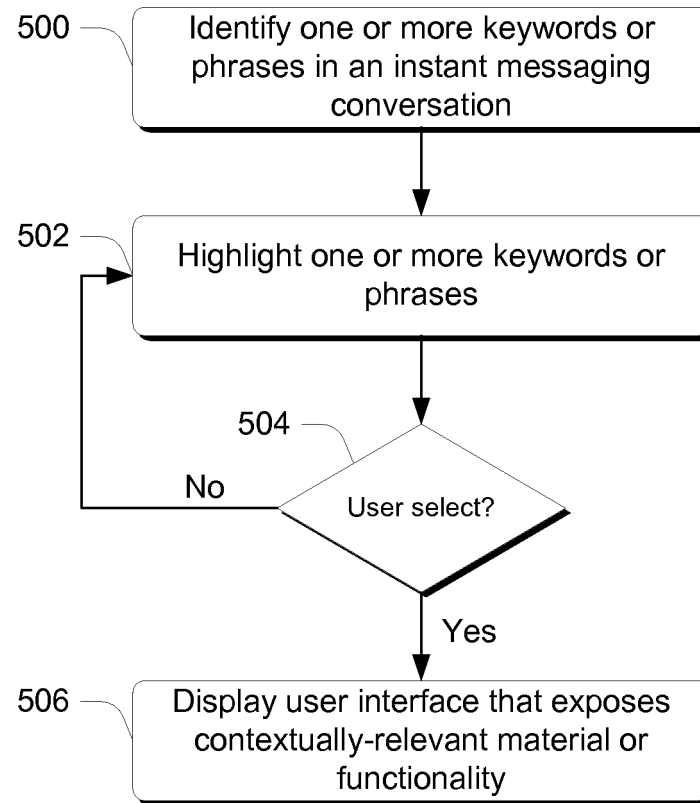 500
Identify one or more keywords or
phrases in an instant messaging
conversation
502
Highlight one or more keywords or
phrases
504
User select?
No
Yes
506
Display user interface that exposes
contextually-relevant material or
functionality